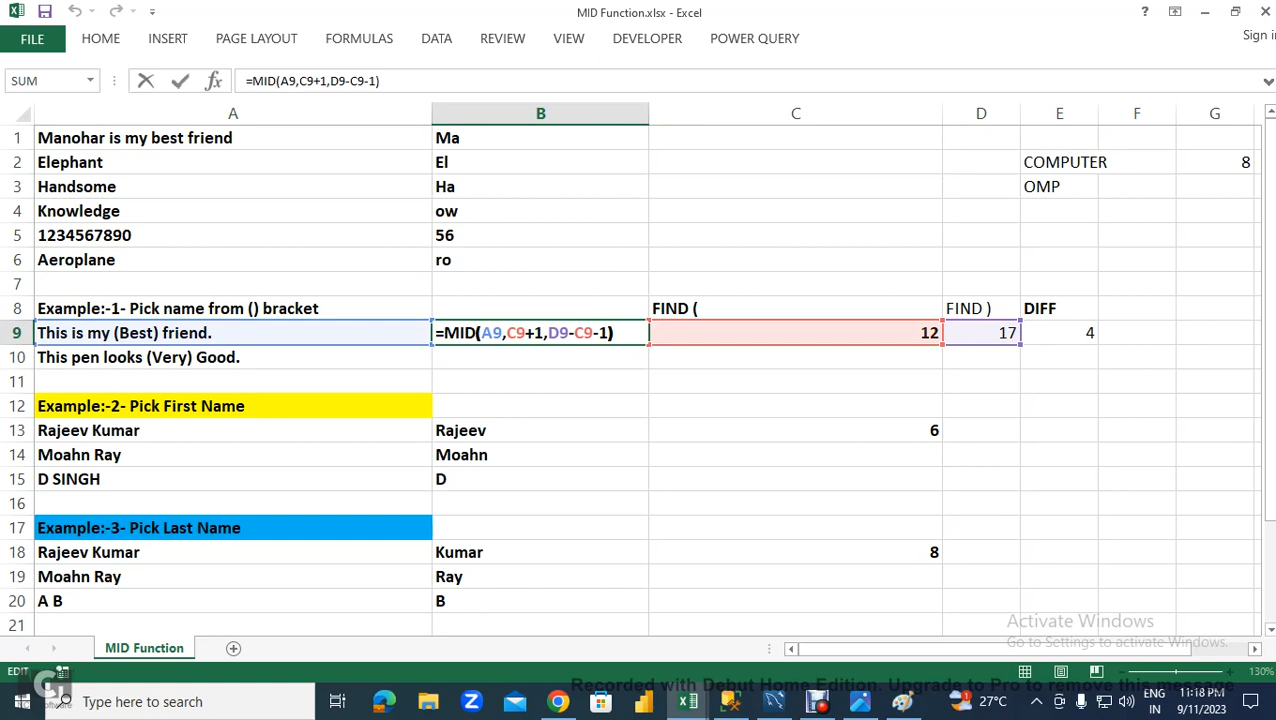 MID Function.xlsx - Excel
?
FILE HOME INSERT PAGE LAYOUT FORMULAS DATA REVIEW VIEW DEVELOPER POWER QUERY Sign i
SUM fx =MID(A9,C9+1,D9-C9-1)
A B C D E F G
1 Manohar is my best friend Ma
2 Elephant El COMPUTER 8
3 Handsome Ha OMP
4 Knowledge ow
5 1234567890 56
6 Aeroplane ro
7
8 Example:-1- Pick name from () bracket FIND ( FIND ) DIFF
9 This is my (Best) friend. =MID(A9,C9+1,D9-C9-1) 12 17 4
10 This pen looks (Very) Good.
11
12 Example:-2- Pick First Name
13 Rajeev Kumar Rajeev 6
14 Moahn Ray Moahn
15 D SINGH D
16
17 Example:-3- Pick Last Name
18 Rajeev Kumar Kumar 8
19 Moahn Ray Ray
20 A B B
21
Activate Windows
Go to Settings to activate Windows.
MID Function
EDIT 130%
Recorded with Debut Home Edition. Upgrade to Pro to remove this message
Type here to search 27°C ENG 11:18 PM
IN 9/11/2023